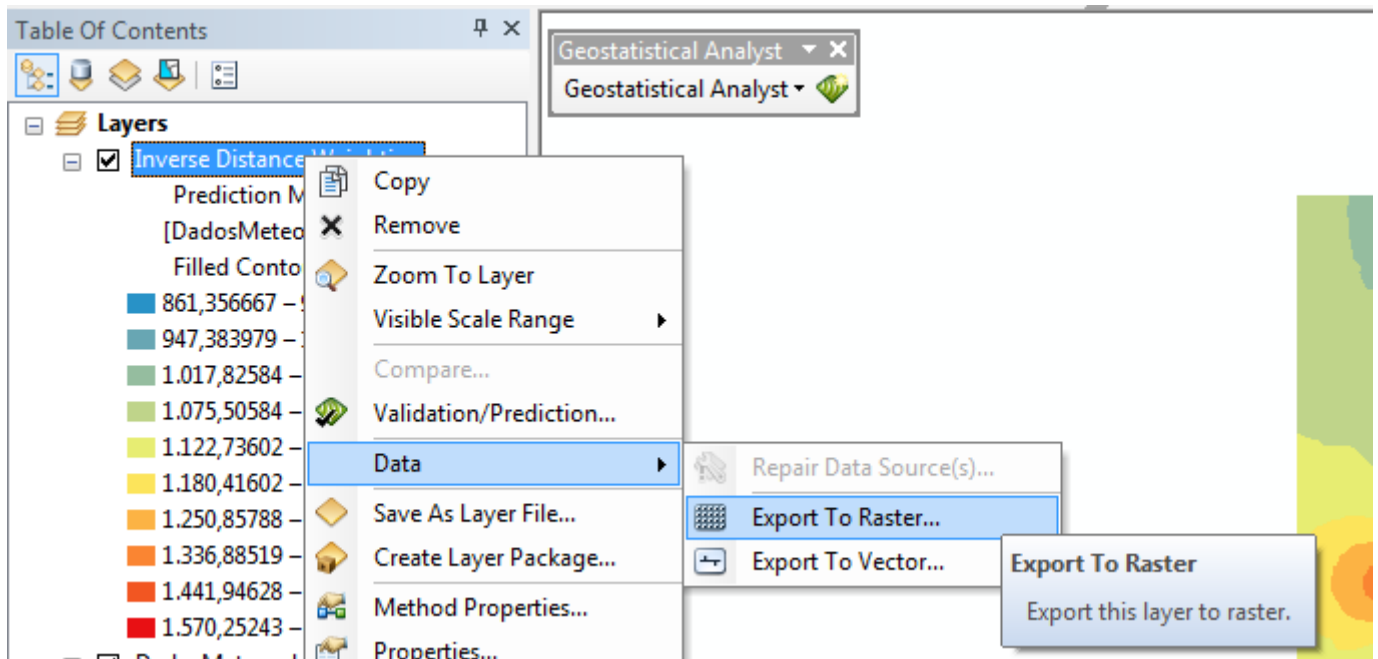 Table Of Contents
Geostatistical Analyst
Geostatistical Analyst
Layers
Inverse Distance
Prediction
[DadosMeteo
Filled Conto
861,356667 –
947,383979 –
1.017,82584 –
1.075,50584 –
1.122,73602 –
1.180,41602 –
1.250,85788 –
1.336,88519 –
1.441,94628 –
1.570,25243 –
Copy
Remove
Zoom To Layer
Visible Scale Range
Compare...
Validation/Prediction...
Data
Save As Layer File...
Create Layer Package...
Method Properties...
Properties...
Repair Data Source(s)...
Export To Raster...
Export To Vector...
Export To Raster
Export this layer to raster.